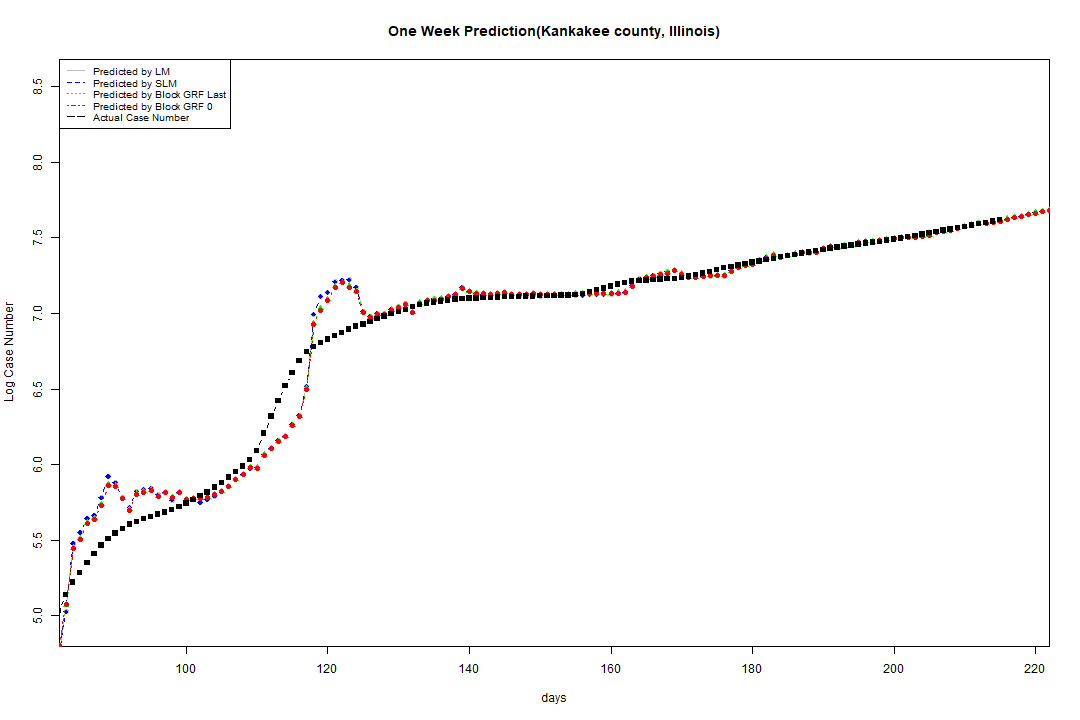 One Week Prediction(Kankakee county, Illinois)
Predicted by LM
Predicted by SLM
Predicted by Block GRF Last
Predicted by Block GRF 0
Actual Case Number
8.5
8.0
7.5
7.0
6.5
6.0
5.5
5.0
Log Case Number
100 120 140 160 180 200 220
days